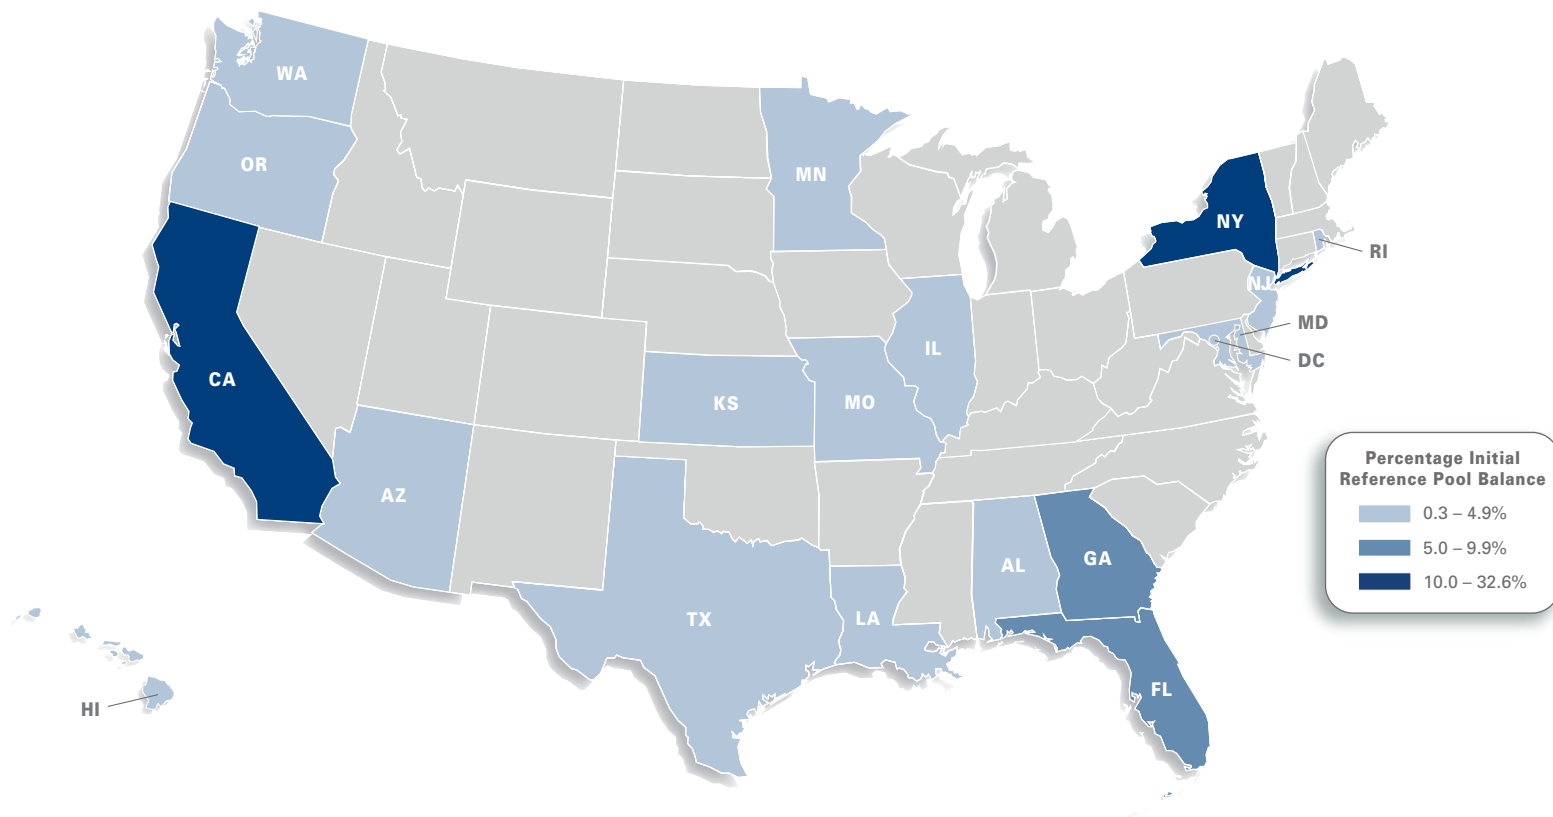 WA
OR
MN
NY
RI
NJ
MD
DC
IL
CA
KS
MO
AZ
AL
GA
TX
LA
FL
HI
Percentage Initial
Reference Pool Balance
0.3 – 4.9%
5.0 – 9.9%
10.0 – 32.6%